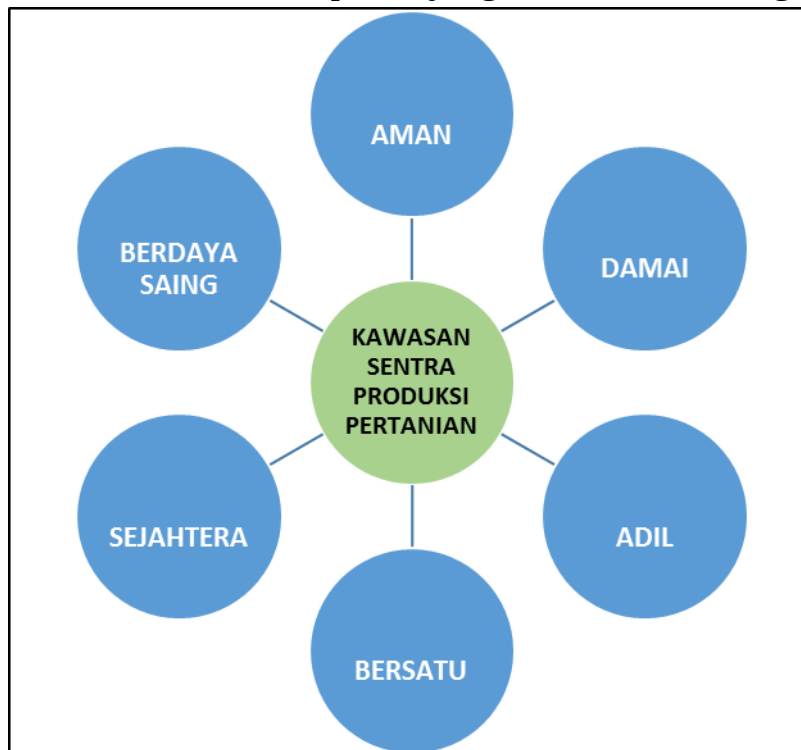 AMAN
DAMAI
ADIL
BERSATU
SEJAHTERA
BERDAYA
SAING
KAWASAN
SENTRA
PRODUKSI
PERTANIAN